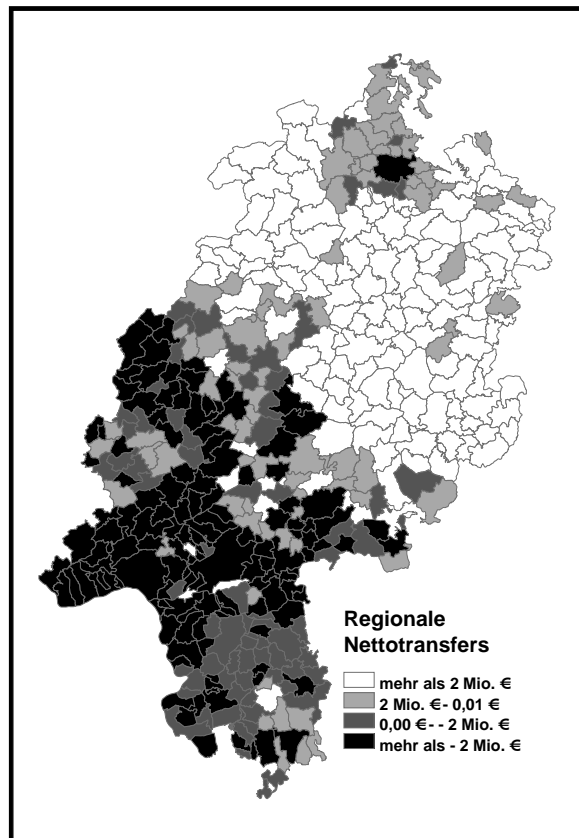 Regionale
Nettotransfers
mehr als 2 Mio. €
2 Mio. €- 0,01 €
0,00 €- - 2 Mio. €
mehr als - 2 Mio. €